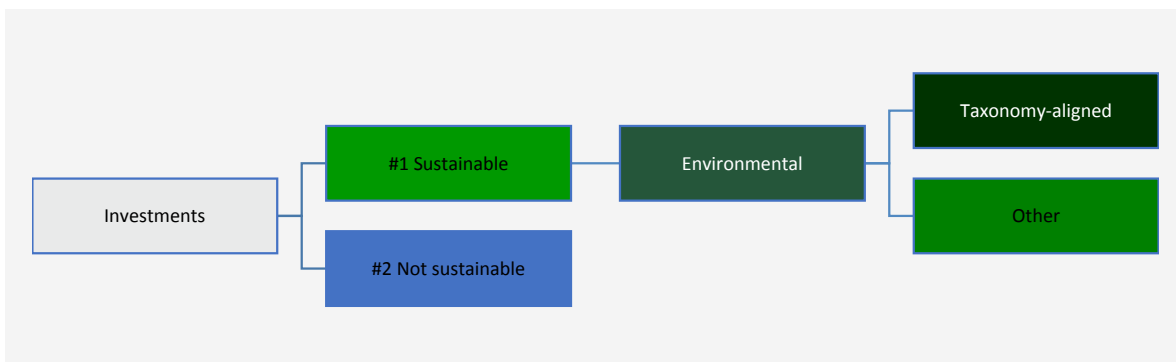 Investments
#1 Sustainable
#2 Not sustainable
Environmental
Taxonomy-aligned
Other